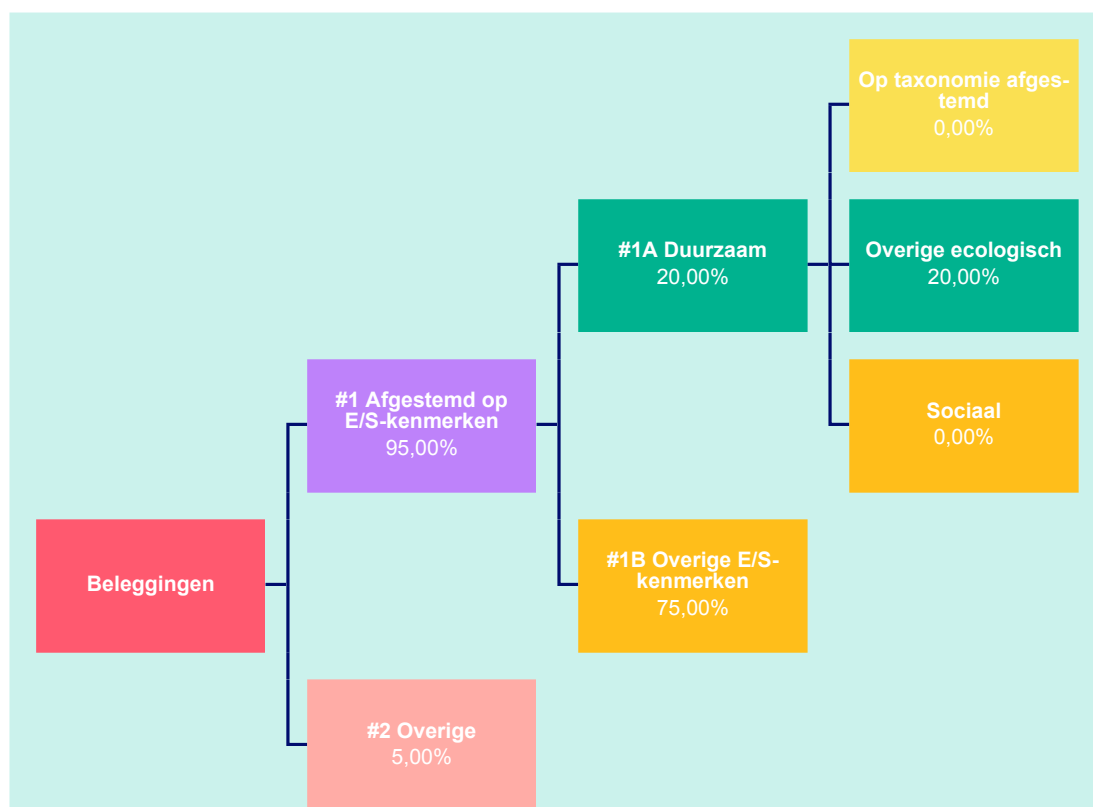 Op taxonomie afges-
temd
0,00%
#1A Duurzaam
20,00%
Overige ecologisch
20,00%
#1 Afgestemd op
E/S-kenmerken
95,00%
Sociaal
0,00%
Beleggingen
#1B Overige E/S-
kenmerken
75,00%
#2 Overige
5,00%